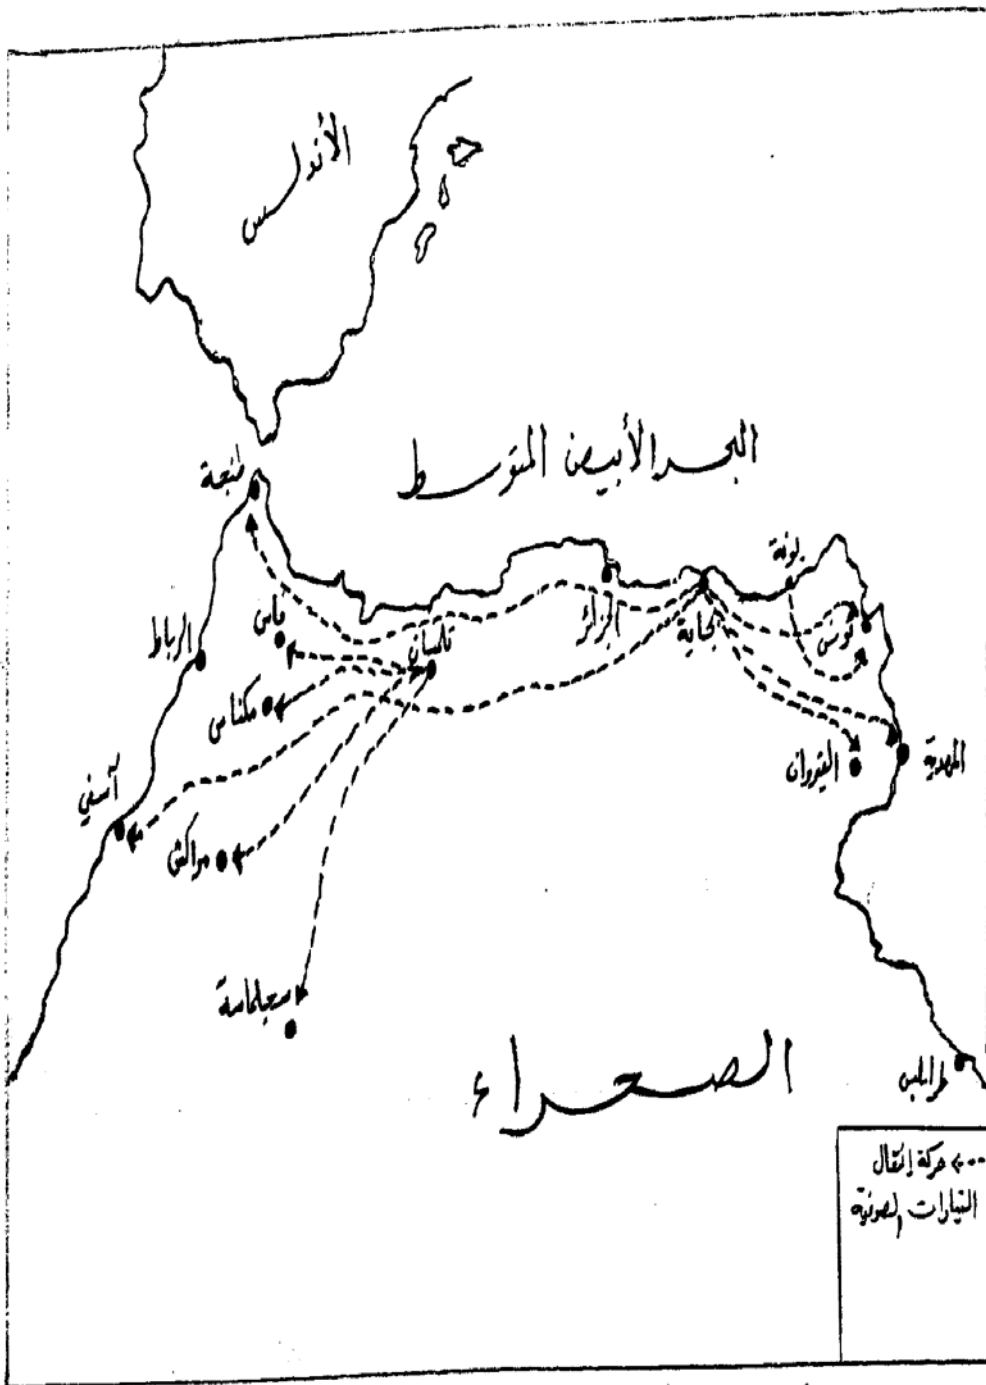 الأندلس
البحر الأبيض المتوسط
طنجة
بونة
الرباط
فاس
تلمسان
الجزائر
بجاية
تونس
مكناس
آسفي
القيروان
المهدية
مراكش
سجلماسة
الصحراء
طرابلس
حركة إنتقال
التيارات الصوفية